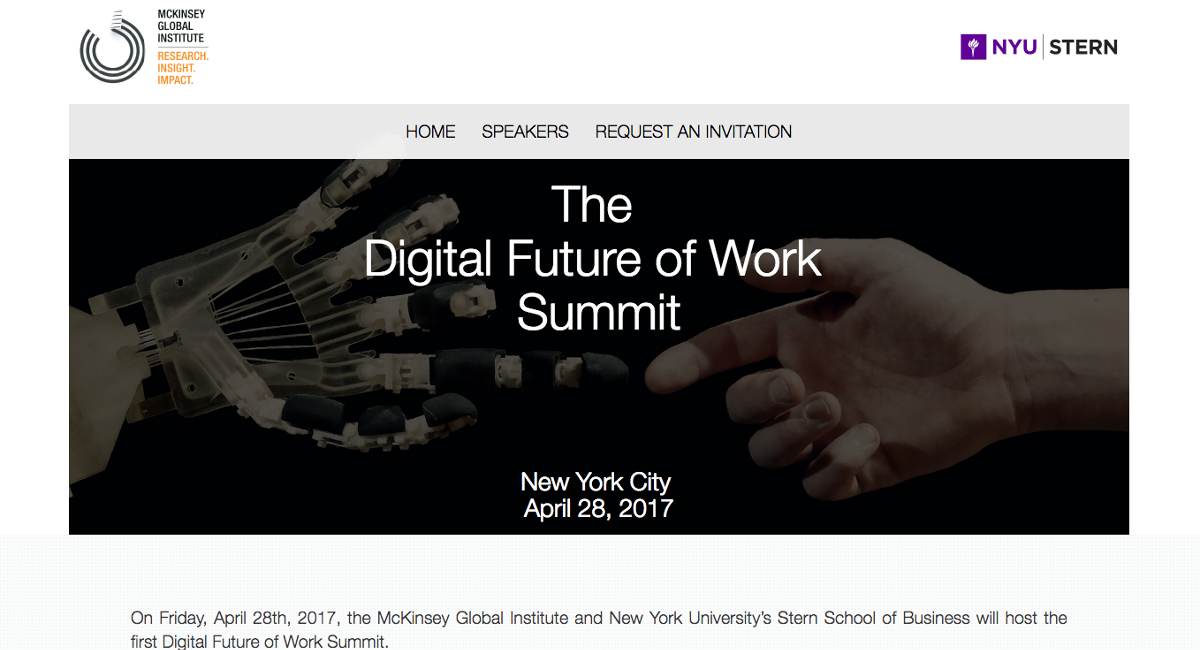 MCKINSEY
GLOBAL
INSTITUTE
RESEARCH.
INSIGHT.
IMPACT.
NYU STERN
HOME SPEAKERS REQUEST AN INVITATION
The
Digital Future of Work
Summit
New York City
April 28, 2017
On Friday, April 28th, 2017, the McKinsey Global Institute and New York University’s Stern School of Business will host the
first Digital Future of Work Summit.